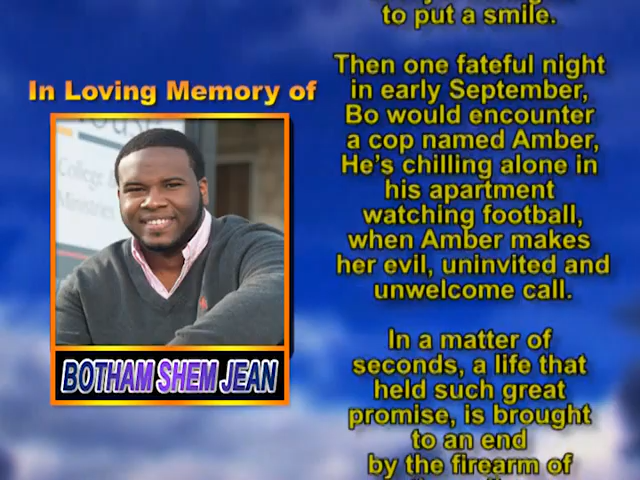 to put a smile.
Then one fateful night
in early September,
Bo would encounter
a cop named Amber,
He's chilling alone in
his apartment
watching football,
when Amber makes
her evil, uninvited and
unwelcome call.
In a matter of
seconds, a life that
held such great
promise, is brought
to an end
by the firearm of
In Loving Memory of
College &
Ministries
BOTHAM SHEM JEAN